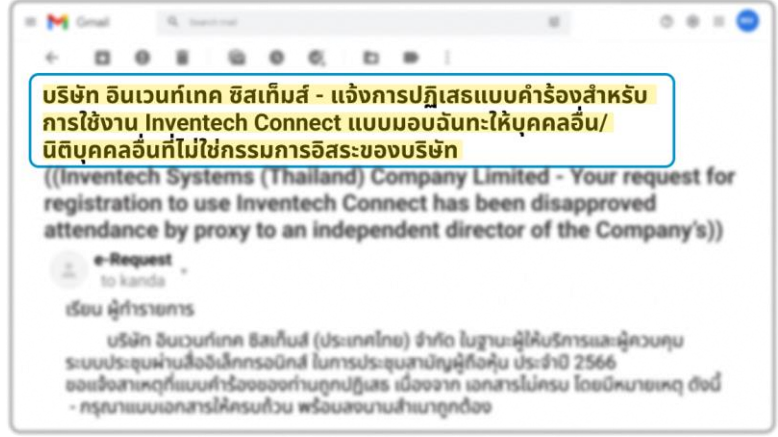 Gmail
Search mail
บริษัท อินเวนท์เทค ซิสเท็มส์ - แจ้งการปฏิเสธแบบคำร้องสำหรับ
การใช้งาน Inventech Connect แบบมอบฉันทะให้บุคคลอื่น/
นิติบุคคลอื่นที่ไม่ใช่กรรมการอิสระของบริษัท
((Inventech Systems (Thailand) Company Limited - Your request for
registration to use Inventech Connect has been disapproved
attendance by proxy to an independent director of the Company's))
e-Request
to kanda
เรียน ผู้ทำรายการ
บริษัท อินเวนท์เทค ซิสเท็มส์ (ประเทศไทย) จำกัด ในฐานะผู้ให้บริการและผู้ควบคุม
ระบบประชุมผ่านสื่ออิเล็กทรอนิกส์ ในการประชุมสามัญผู้ถือหุ้น ประจำปี 2566
ขอแจ้งสาเหตุที่แบบคำร้องของท่านถูกปฏิเสธ เนื่องจาก เอกสารไม่ครบ โดยมีหมายเหตุ ดังนี้
- กรุณาแนบเอกสารให้ครบถ้วน พร้อมลงนามสำเนาถูกต้อง